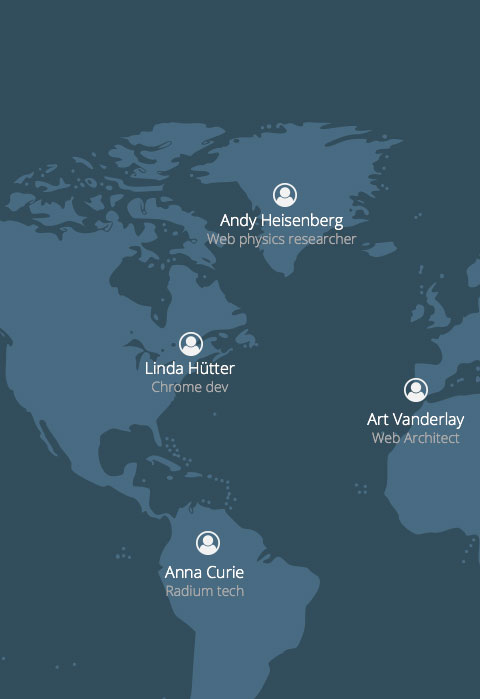 Andy Heisenberg
Web physics researcher
Linda Hütter
Chrome dev
Art Vanderlay
Web Architect
Anna Curie
Radium tech